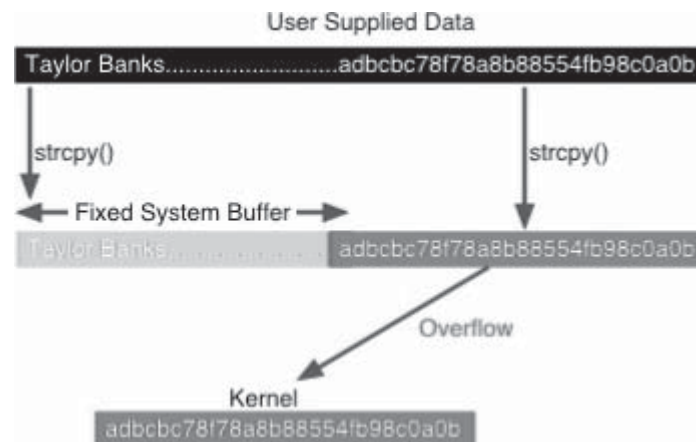 User Supplied Data
Taylor Banks..........................adbcbc78f78a8b88554fb98c0a0b
strcpy() strcpy()
Fixed System Buffer
Taylor Banks.......................... adbcbc78f78a8b88554fb98c0a0b
Overflow
Kernel
adbcbc78f78a8b88554fb98c0a0b